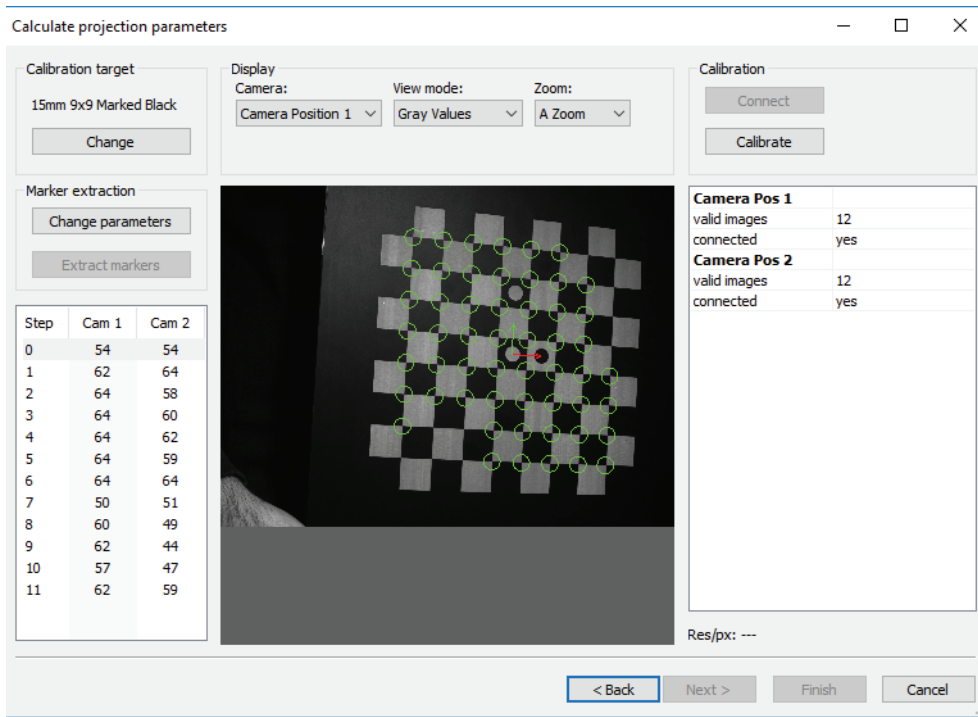 Calculate projection parameters
Calibration target
15mm 9x9 Marked Black
Change
Marker extraction
Change parameters
Extract markers
Step Cam 1 Cam 2
0 54 54
1 62 64
2 64 58
3 64 60
4 64 62
5 64 59
6 64 64
7 50 51
8 60 49
9 62 44
10 57 47
11 62 59
Display
Camera: View mode: Zoom:
Camera Position 1 Gray Values A Zoom
Calibration
Connect
Calibrate
Camera Pos 1
valid images 12
connected yes
Camera Pos 2
valid images 12
connected yes
Res/px: ---
< Back Next > Finish Cancel